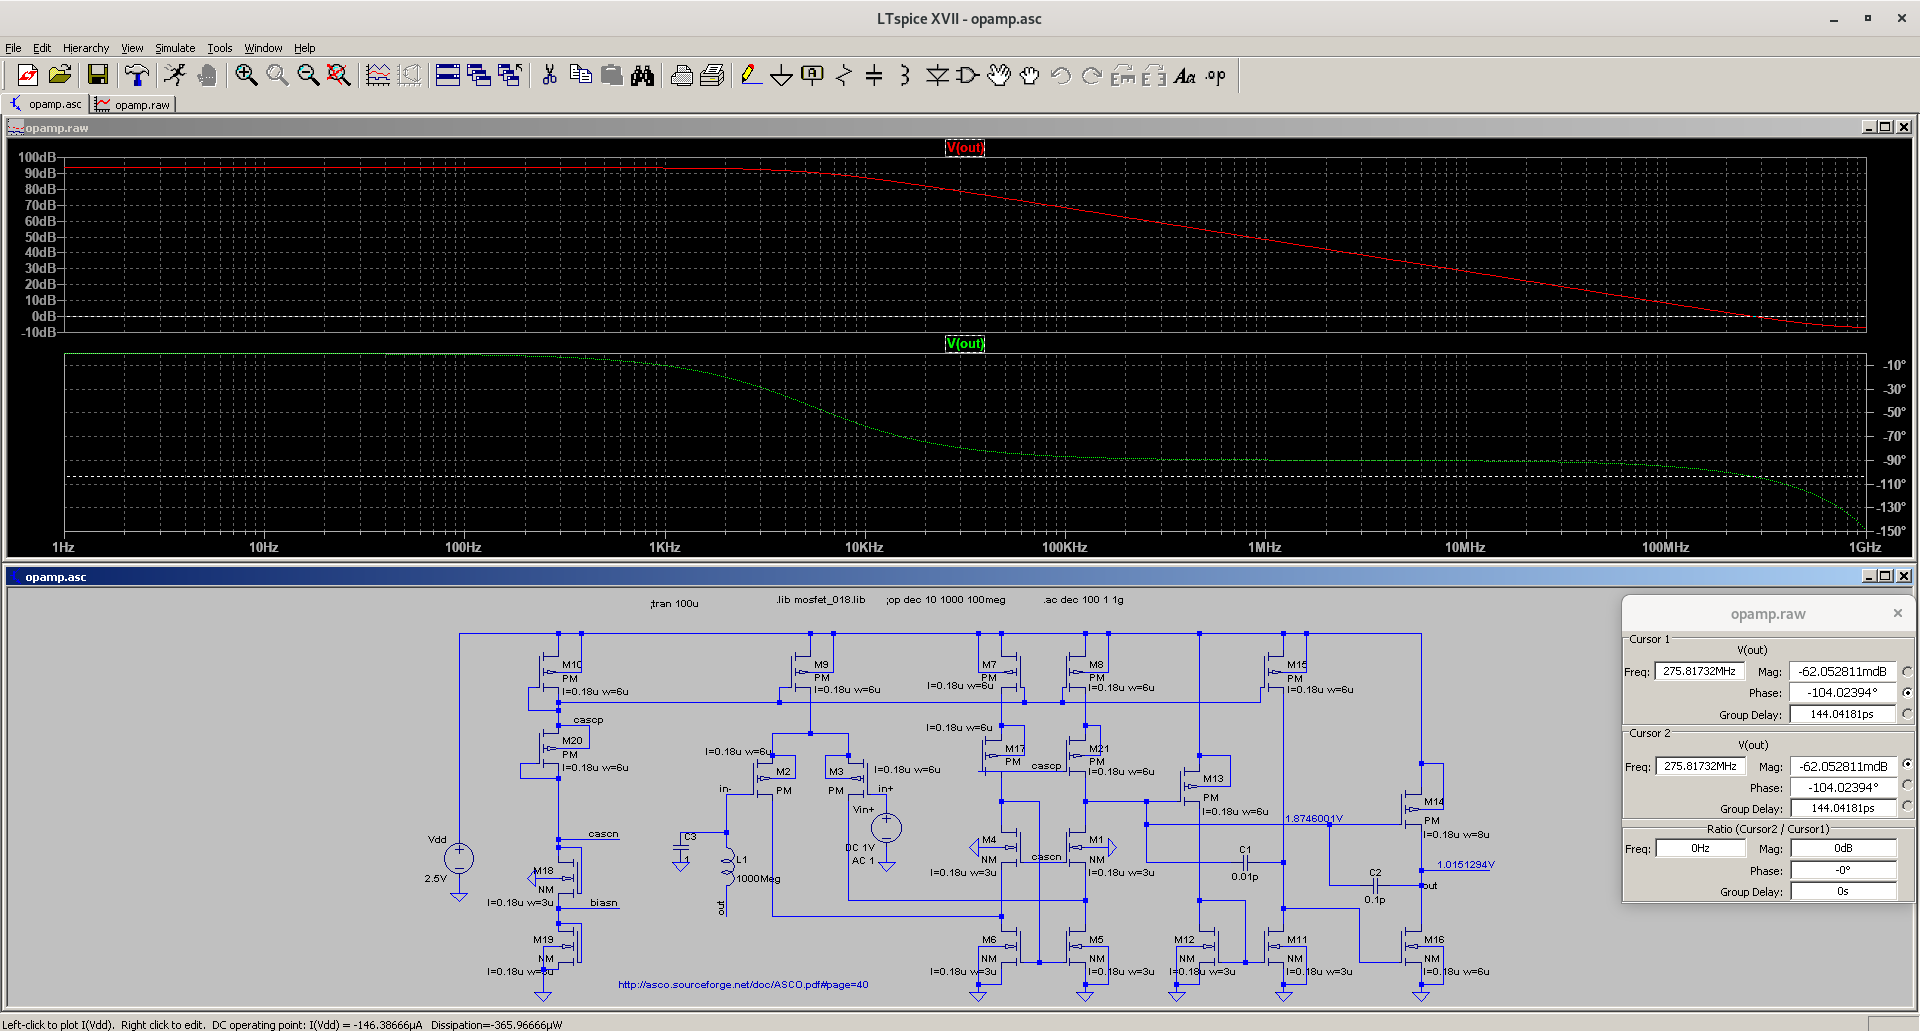 LTspice XVII - opamp.asc
File Edit Hierarchy View Simulate Tools Window Help
opamp.asc opamp.raw
opamp.raw
V(out)
100dB
90dB
80dB
70dB
60dB
50dB
40dB
30dB
20dB
10dB
0dB
-10dB
V(out)
-10°
-30°
-50°
-70°
-90°
-110°
-130°
-150°
1Hz 10Hz 100Hz 1KHz 10KHz 100KHz 1MHz 10MHz 100MHz 1GHz
opamp.asc
;tran 100u .lib mosfet_018.lib ;op dec 10 1000 100meg .ac dec 100 1 1g
M10 PM l=0.18u w=6u
M9 PM l=0.18u w=6u
M7 PM l=0.18u w=6u
M8 PM l=0.18u w=6u
M15 PM l=0.18u w=6u
cascp
M20 PM l=0.18u w=6u
l=0.18u w=6u M2 PM
M3 PM l=0.18u w=6u
l=0.18u w=6u M17 PM
cascp
M21 PM l=0.18u w=6u
M13 PM l=0.18u w=6u
M14 PM l=0.18u w=8u
in- in+
Vin+
DC 1V
AC 1
1.8746001V
Vdd
2.5V
cascn
M18 NM l=0.18u w=3u
biasn
M19 NM
C3
1
L1
1000Meg
out
M4 NM l=0.18u w=3u
cascn
M1 NM l=0.18u w=3u
C1
0.01p
C2
0.1p
1.0151294V
out
M6 NM l=0.18u w=3u
M5 NM l=0.18u w=3u
M12 NM l=0.18u w=3u
M11 NM l=0.18u w=3u
M16 NM l=0.18u w=6u
http://asco.sourceforge.net/doc/ASCO.pdf#page=40
opamp.raw
Cursor 1
V(out)
Freq: 275.81732MHz Mag: -62.052811mdB
Phase: -104.02394°
Group Delay: 144.04181ps
Cursor 2
V(out)
Freq: 275.81732MHz Mag: -62.052811mdB
Phase: -104.02394°
Group Delay: 144.04181ps
Ratio (Cursor2 / Cursor1)
Freq: 0Hz Mag: 0dB
Phase: -0°
Group Delay: 0s
Left-click to plot I(Vdd). Right click to edit. DC operating point: I(Vdd) = -146.38666µA Dissipation=-365.96666µW